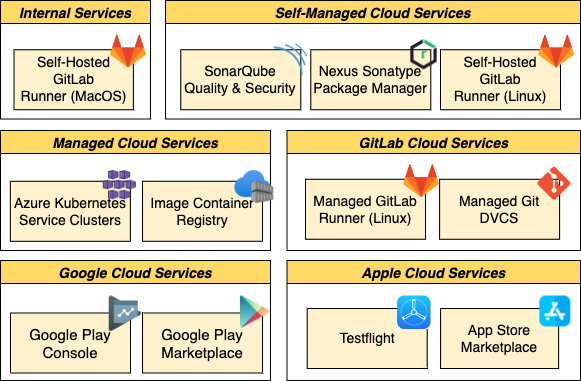 Internal Services
Self-Hosted
GitLab
Runner (MacOS)
Self-Managed Cloud Services
SonarQube
Quality & Security
Nexus Sonatype
Package Manager
Self-Hosted
GitLab
Runner (Linux)
Managed Cloud Services
Azure Kubernetes
Service Clusters
Image Container
Registry
GitLab Cloud Services
Managed GitLab
Runner (Linux)
Managed Git
DVCS
Google Cloud Services
Google Play
Console
Google Play
Marketplace
Apple Cloud Services
Testflight
App Store
Marketplace